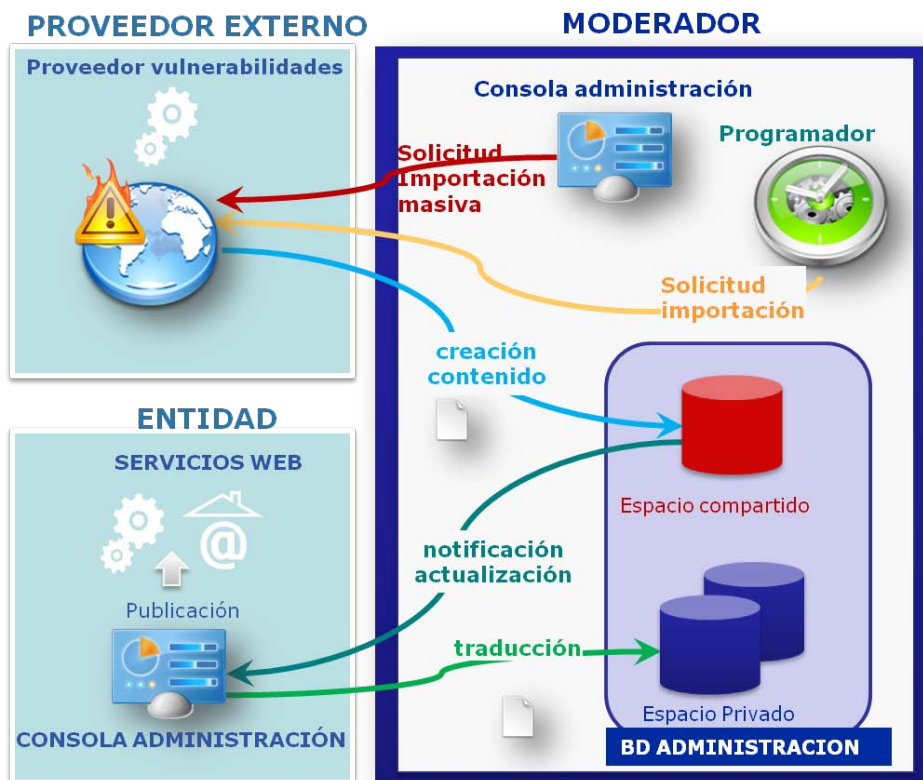 PROVEEDOR EXTERNO
Proveedor vulnerabilidades
MODERADOR
Consola administración
Programador
Solicitud
Importación
masiva
Solicitud
importación
creación
contenido
Espacio compartido
notificación
actualización
traducción
Espacio Privado
BD ADMINISTRACION
ENTIDAD
SERVICIOS WEB
@
Publicación
CONSOLA ADMINISTRACIÓN